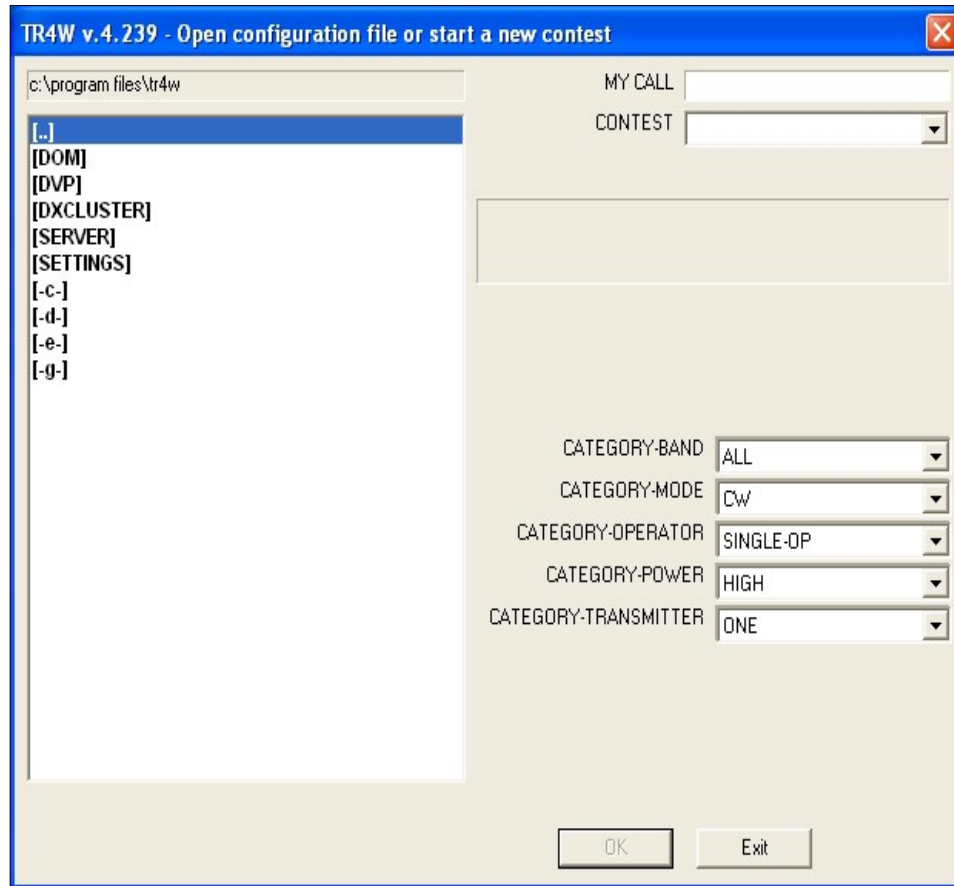 TR4W v.4.239 - Open configuration file or start a new contest
c:\program files\tr4w
[..]
[DOM]
[DVP]
[DXCLUSTER]
[SERVER]
[SETTINGS]
[-c-]
[-d-]
[-e-]
[-g-]
MY CALL
CONTEST
CATEGORY-BAND ALL
CATEGORY-MODE CW
CATEGORY-OPERATOR SINGLE-OP
CATEGORY-POWER HIGH
CATEGORY-TRANSMITTER ONE
OK Exit